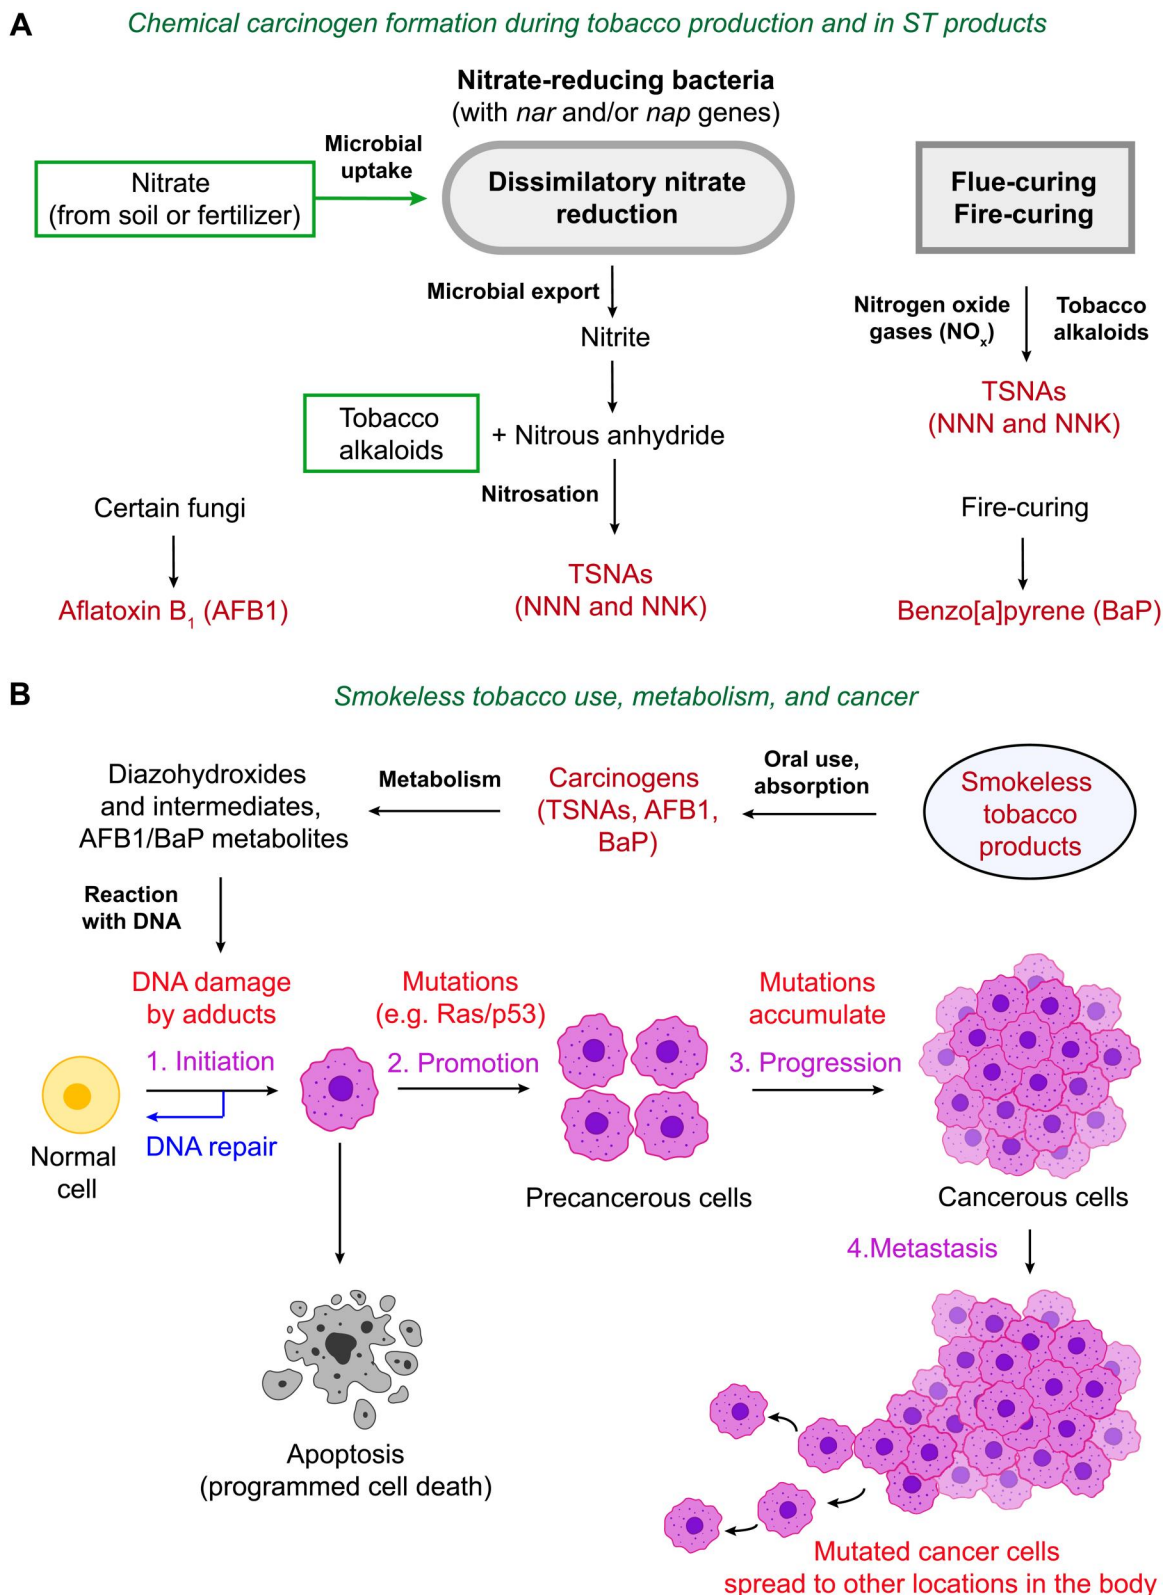 A
Chemical carcinogen formation during tobacco production and in ST products
Nitrate-reducing bacteria
(with nar and/or nap genes)
Microbial
uptake
Nitrate
(from soil or fertilizer)
Dissimilatory nitrate
reduction
Flue-curing
Fire-curing
Microbial export
Nitrite
Nitrogen oxide
gases (NOx)
Tobacco
alkaloids
TSNAs
(NNN and NNK)
Tobacco
alkaloids
+ Nitrous anhydride
Nitrosation
TSNAs
(NNN and NNK)
Certain fungi
Aflatoxin B1 (AFB1)
Fire-curing
Benzo[a]pyrene (BaP)
B
Smokeless tobacco use, metabolism, and cancer
Diazohydroxides
and intermediates,
AFB1/BaP metabolites
Metabolism
Carcinogens
(TSNAs, AFB1,
BaP)
Oral use,
absorption
Smokeless
tobacco
products
Reaction
with DNA
DNA damage
by adducts
1. Initiation
DNA repair
Normal
cell
Mutations
(e.g. Ras/p53)
2. Promotion
Precancerous cells
Mutations
accumulate
3. Progression
Cancerous cells
4.Metastasis
Apoptosis
(programmed cell death)
Mutated cancer cells
spread to other locations in the body